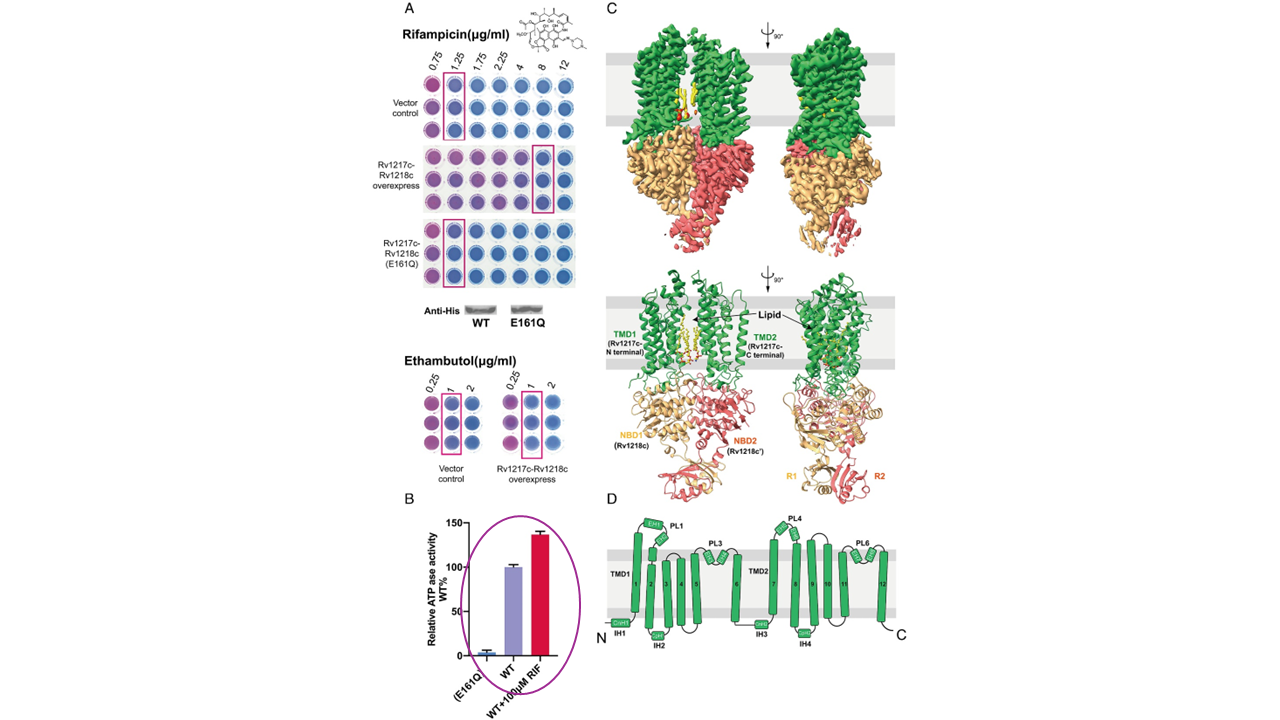 A
Rifampicin(µg/ml)
0.75 1.25 1.75 2.25 4 8 12
Vector
control
Rv1217c-
Rv1218c
overexpress
Rv1217c-
Rv1218c
(E161Q)
Anti-His
WT E161Q
Ethambutol(µg/ml)
0.25 1 2
0.25 1 2
Vector
control
Rv1217c-Rv1218c
overexpress
B
Relative ATP ase activity
WT%
150
100
50
0
(E161Q)
WT
WT+100µM RIF
C
90°
90°
Lipid
TMD1
(Rv1217c-
N terminal)
TMD2
(Rv1217c-
C terminal)
NBD1
(Rv1218c)
NBD2
(Rv1218c')
R1 R2
D
EH1
PL1
PL3
PL4
PL6
TMD1
TMD2
1 2 3 4 5 6 7 8 9 10 11 12
CnH1
IH1
IH2
IH3
IH4
N
C